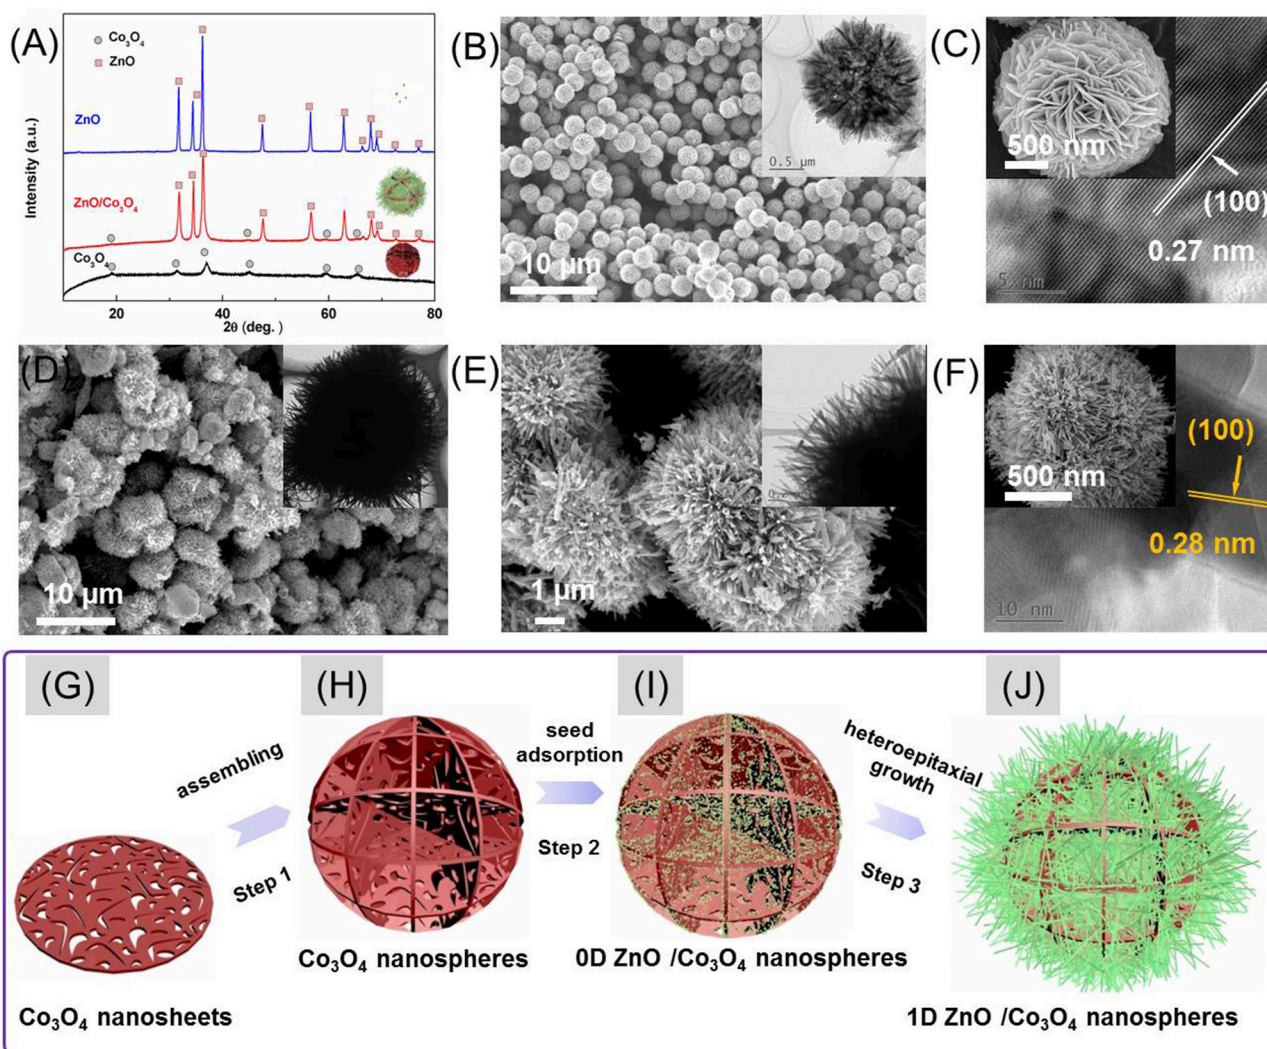 (A)
Co₃O₄
ZnO
ZnO
ZnO/Co₃O₄
Co₃O₄
Intensity (a.u.)
20
40
60
80
2θ (deg. )
(B)
0.5 µm
10 µm
(C)
500 nm
(100)
0.27 nm
5 nm
(D)
10 µm
(E)
1 µm
(F)
500 nm
(100)
0.28 nm
10 nm
(G)
(H)
(I)
(J)
assembling
Step 1
seed
adsorption
Step 2
heteroepitaxial
growth
Step 3
Co₃O₄ nanosheets
Co₃O₄ nanospheres
0D ZnO /Co₃O₄ nanospheres
1D ZnO /Co₃O₄ nanospheres